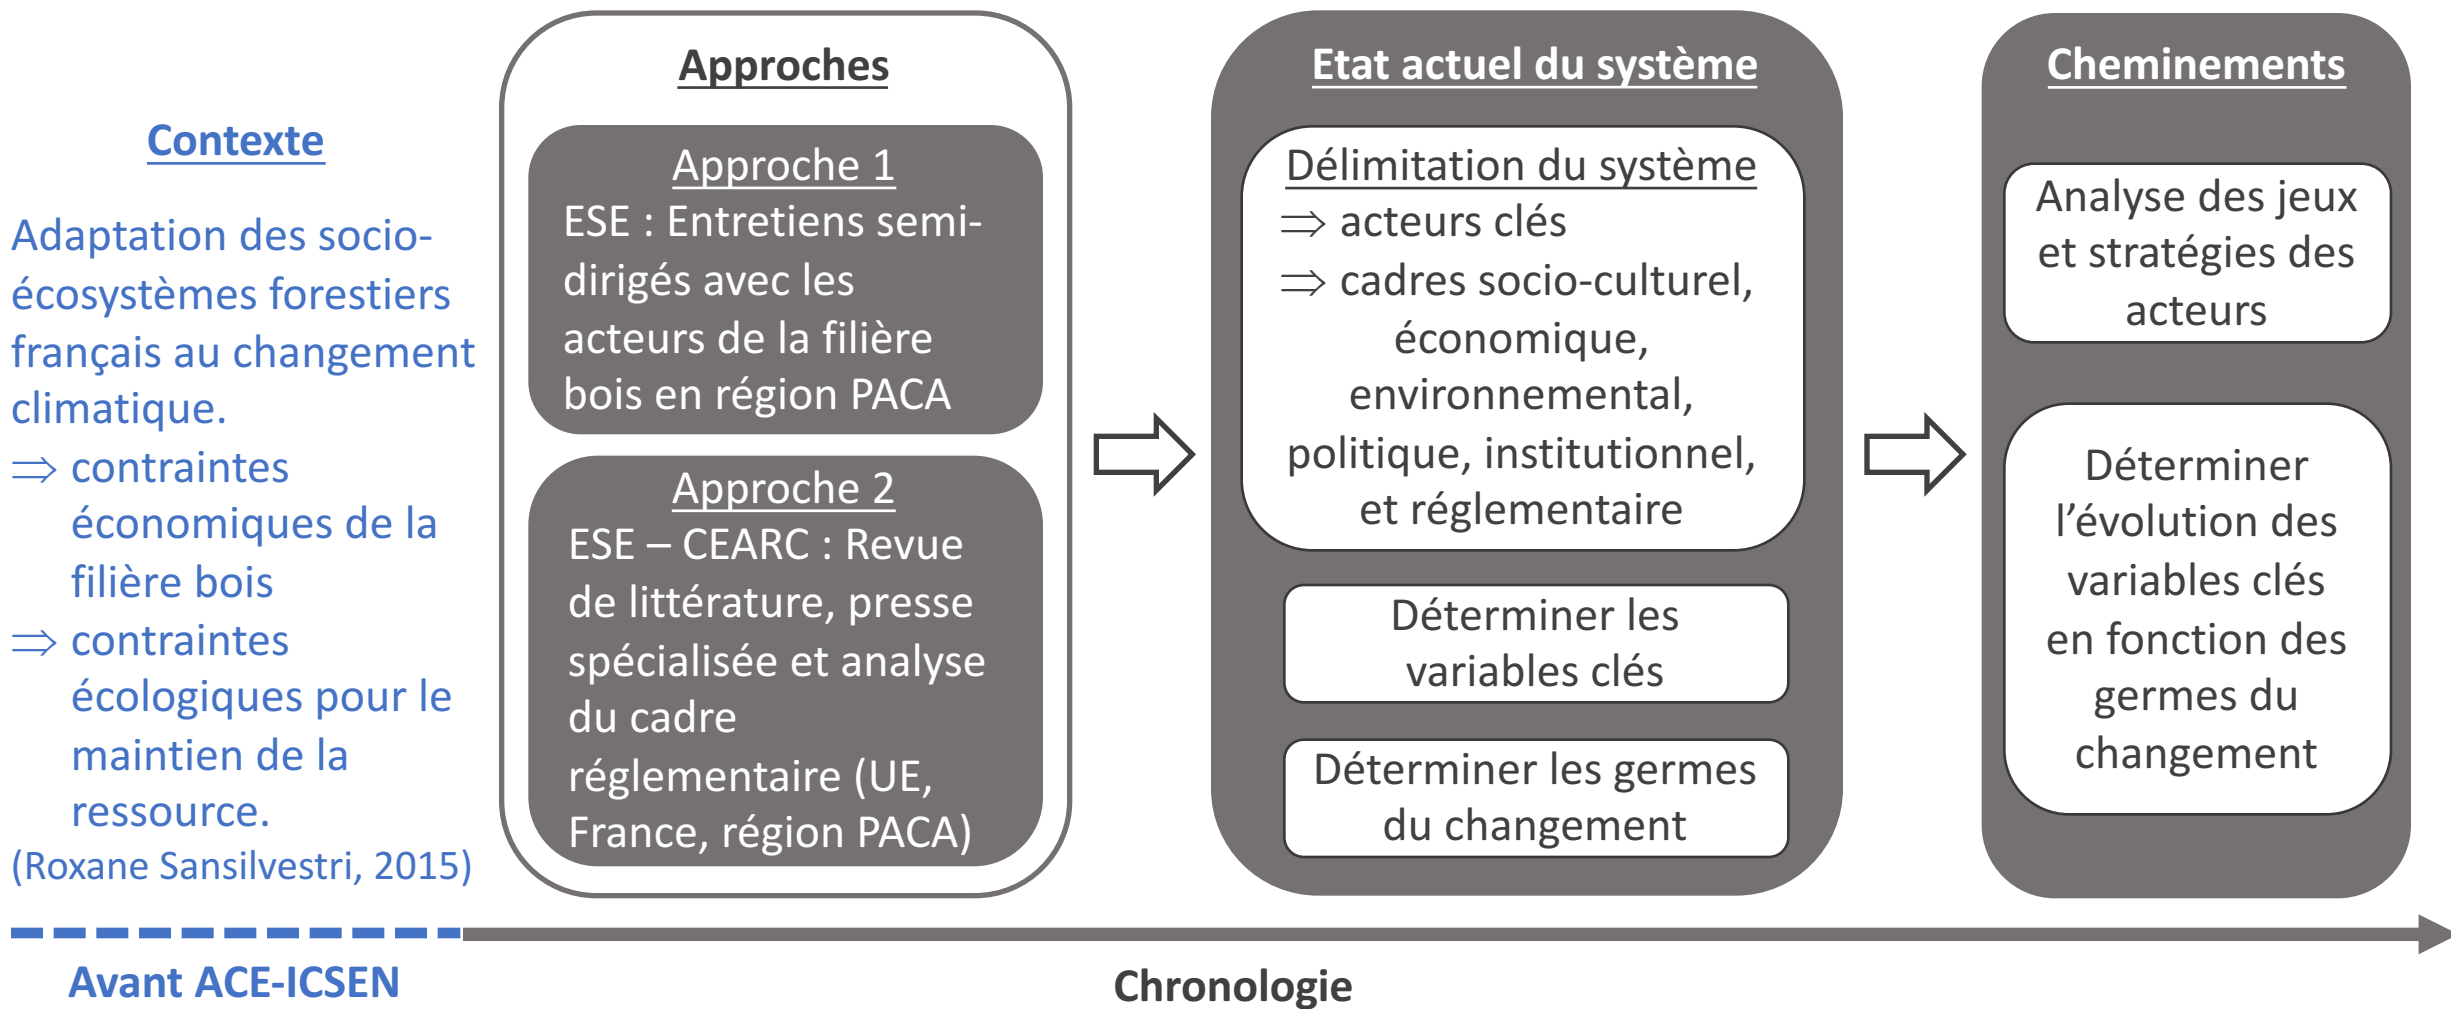 Contexte
Adaptation des socio-
écosystèmes forestiers
français au changement
climatique.
⇒ contraintes
économiques de la
filière bois
⇒ contraintes
écologiques pour le
maintien de la
ressource.
(Roxane Sansilvestri, 2015)
Approches
Approche 1
ESE : Entretiens semi-
dirigés avec les
acteurs de la filière
bois en région PACA
Approche 2
ESE – CEARC : Revue
de littérature, presse
spécialisée et analyse
du cadre
réglementaire (UE,
France, région PACA)
Etat actuel du système
Délimitation du système
⇒ acteurs clés
⇒ cadres socio-culturel,
économique,
environnemental,
politique, institutionnel,
et réglementaire
Déterminer les
variables clés
Déterminer les germes
du changement
Cheminements
Analyse des jeux
et stratégies des
acteurs
Déterminer
l’évolution des
variables clés
en fonction des
germes du
changement
Avant ACE-ICSEN
Chronologie